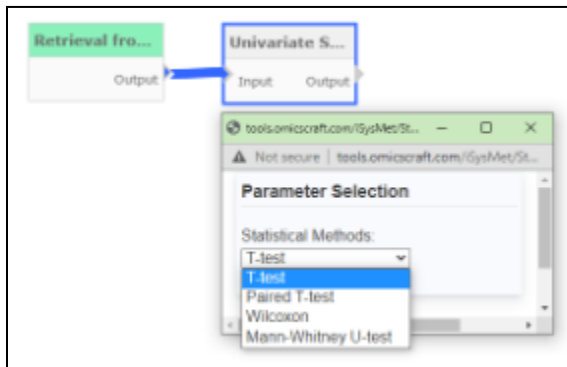 Retrieval fro...
Univariate S...
Output
Input
Output
tools.omicscraft.com/iSysMet/St...
Not secure | tools.omicscraft.com/iSysMet/St...
Parameter Selection
Statistical Methods:
T-test
T-test
Paired T-test
Wilcoxon
Mann-Whitney U-test